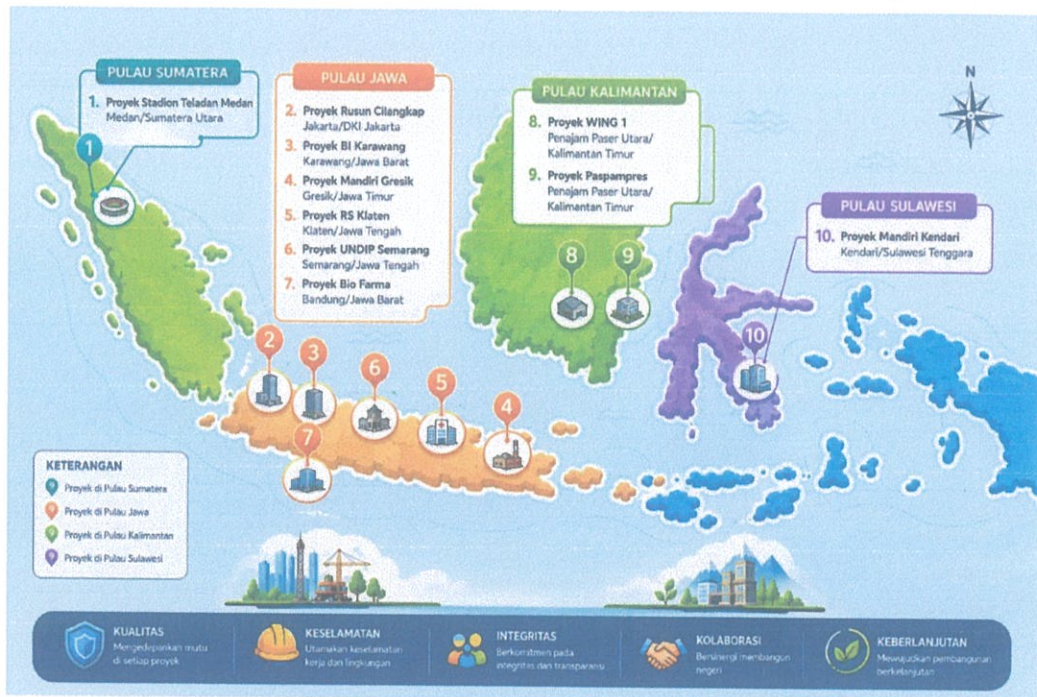 PULAU SUMATERA
1. Proyek Stadion Teladan Medan
Medan/Sumatera Utara
PULAU JAWA
2. Proyek Rusun Cilangkap
Jakarta/DKI Jakarta
3. Proyek BI Karawang
Karawang/Jawa Barat
4. Proyek Mandiri Gresik
Gresik/Jawa Timur
5. Proyek RS Klaten
Klaten/Jawa Tengah
6. Proyek UNDIP Semarang
Semarang/Jawa Tengah
7. Proyek Bio Farma
Bandung/Jawa Barat
PULAU KALIMANTAN
8. Proyek WING 1
Penajam Paser Utara/
Kalimantan Timur
9. Proyek Paspampres
Penajam Paser Utara/
Kalimantan Timur
PULAU SULAWESI
10. Proyek Mandiri Kendari
Kendari/Sulawesi Tenggara
N
1
2
3
6
5
4
7
8
9
10
KETERANGAN
9 Proyek di Pulau Sumatera
9 Proyek di Pulau Jawa
9 Proyek di Pulau Kalimantan
9 Proyek di Pulau Sulawesi
KUALITAS
Mengedepankan mutu
di setiap proyek
KESELAMATAN
Utamakan keselamatan
kerja dan lingkungan
INTEGRITAS
Berkomitmen pada
integritas dan transparansi
KOLABORASI
Bersinergi membangun
negeri
KEBERLANJUTAN
Mewujudkan pembangunan
berkelanjutan